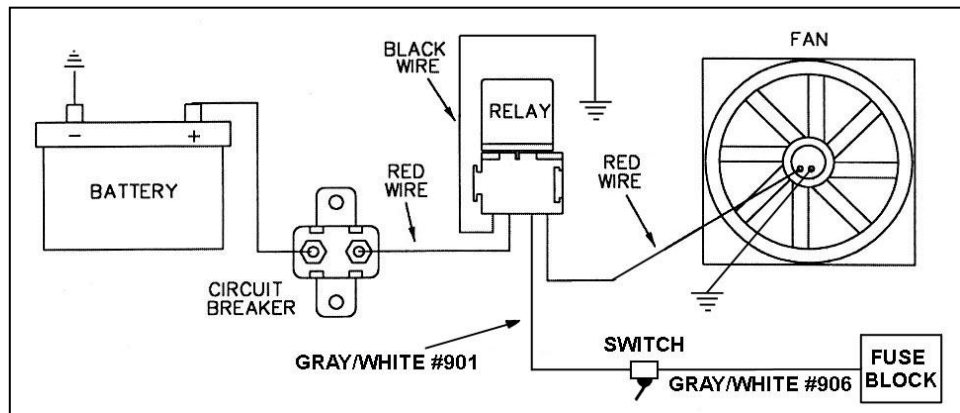 FAN
BLACK
WIRE
RELAY
- +
BATTERY
RED
WIRE
RED
WIRE
CIRCUIT
BREAKER
GRAY/WHITE #901
SWITCH
GRAY/WHITE #906
FUSE
BLOCK